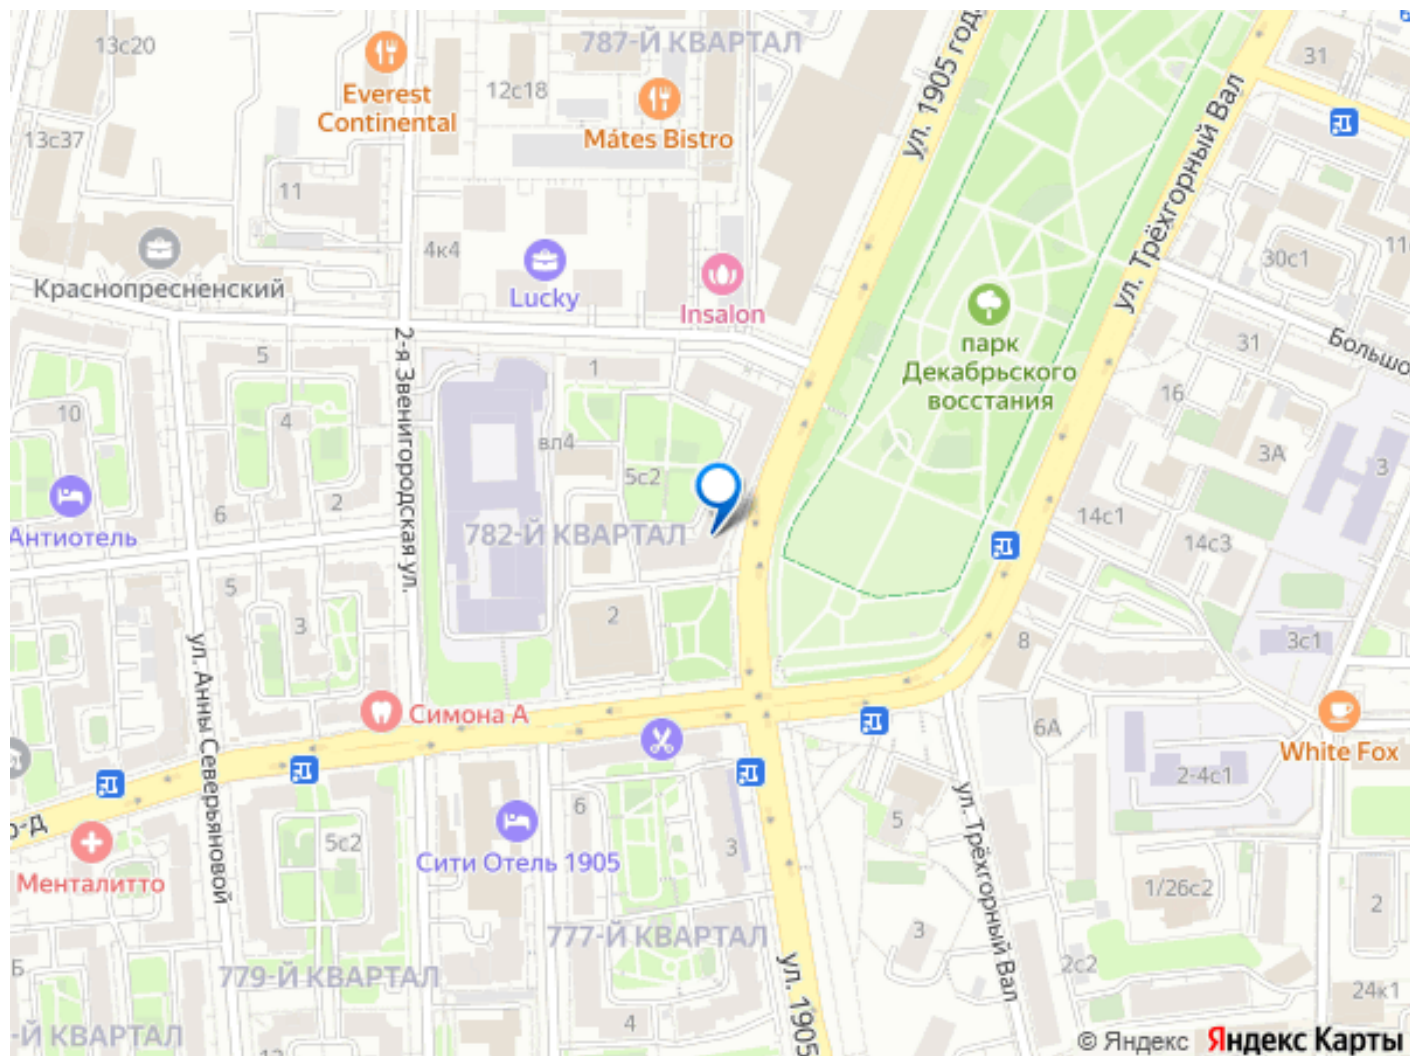 13с20
787-Й КВАРТАЛ
ул. 1905 год
31
Everest
Continental
12с18
Mátes Bistro
13с37
ул. Трёхгорный Вал
11
4к4
Lucky
Insalon
Краснопресненский
30с1
11
парк
Декабрьского
восстания
Большо
31
5
1
2-я Звенигородская ул.
16
10
4
вл4
5с2
3А
3
6
2
Антиотель
782-Й КВАРТАЛ
14с1
14с3
5
3
2
8
3с1
ул. Анны Северьяновой
Симона А
6А
White Fox
2-4с1
р-д
5с2
6
Сити Отель 1905
3
5
ул. Трёхгорный Вал
Менталитто
1/26с2
2
777-Й КВАРТАЛ
3
779-Й КВАРТАЛ
ул. 1905
2с2
24к1
Б
-Й КВАРТАЛ
4
© Яндекс Яндекс Карты